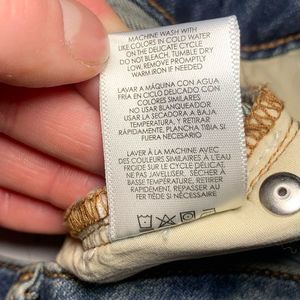 MACHINE WASH WITH
LIKE COLORS IN COLD WATER
ON THE DELICATE CYCLE
DO NOT BLEACH, TUMBLE DRY
LOW, REMOVE PROMPTLY
WARM IRON IF NEEDED
LAVAR A MÁQUINA CON AGUA
FRIA EN CICLO DELICADO CON
COLORES SIMILARES
NO USAR BLANQUEADOR
USAR LA SECADORA A BAJA
TEMPERATURA, Y RETIRAR
RÁPIDAMENTE, PLANCHA TIBIA SI
FUERA NECESARIO
LAVER À LA MACHINE AVEC
DES COULEURS SIMILAIRES À L'EAU
FROIDE SUR LE CYCLE DÉLICAT,
NE PAS JAVELLISER, SÉCHER À
BASSE TEMPÉRATURE, RETIRER
RAPIDEMENT, REPASSER AU
FER TIÈDE SI NÉCESSAIRE